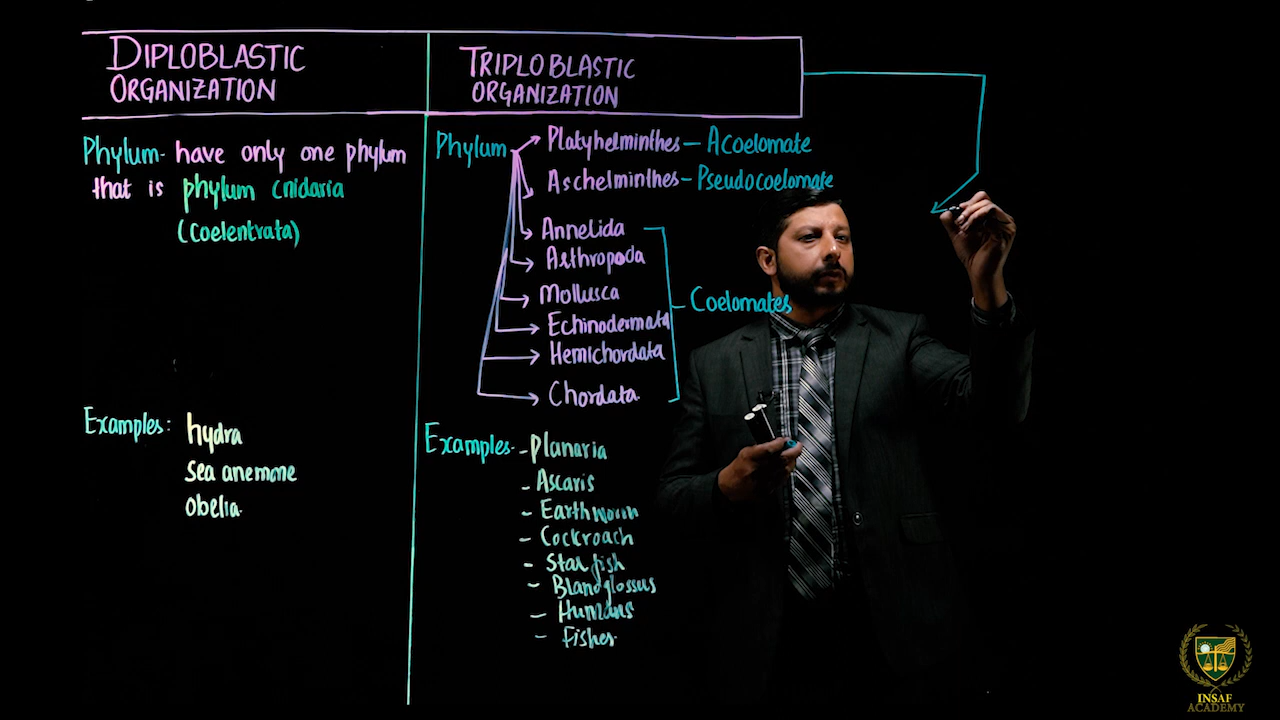 DIPLOBLASTIC
ORGANIZATION
Phylum- have only one phylum
that is phylum cnidaria
(Coelentrata)
Examples:
hydra
sea anemone
obelia.
TRIPLOBLASTIC
ORGANIZATION
Phylum
Platyhelminthes - Acoelomate
Aschelminthes - Pseudocoelomate
Annelida
Arthropoda
Mollusca
Echinodermata
Hemichordata
Chordata.
Coelomates
Examples- - Planaria
- Ascaris
- Earthworm
- Cockroach
- Star fish
- Blanoglossus
- Humans
- Fishes.
INSAF
ACADEMY